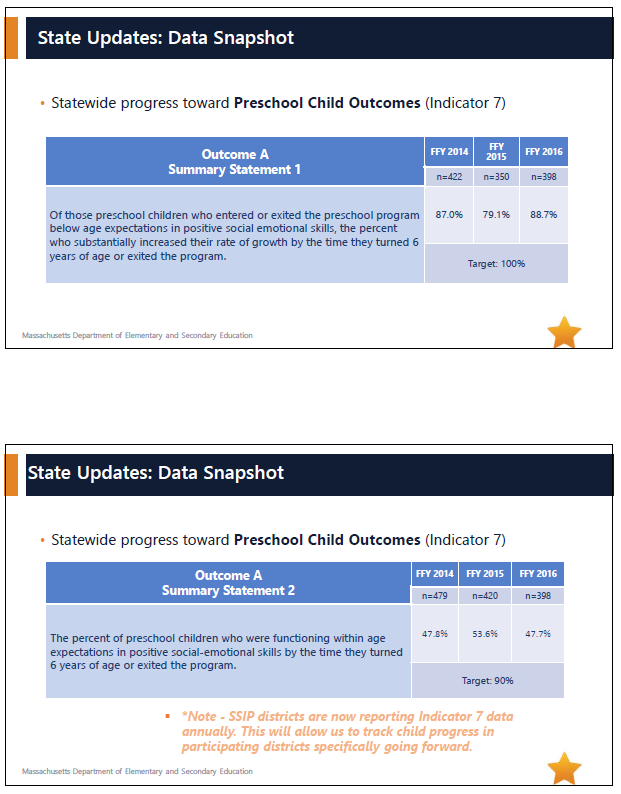 State Updates: Data Snapshot
• Statewide progress toward Preschool Child Outcomes (Indicator 7)
Outcome A
Summary Statement 1
FFY 2014
FFY
2015
FFY 2016
n=422
n=350
n=398
Of those preschool children who entered or exited the preschool program
below age expectations in positive social emotional skills, the percent
who substantially increased their rate of growth by the time they turned 6
years of age or exited the program.
87.0%
79.1%
88.7%
Target: 100%
Massachusetts Department of Elementary and Secondary Education
State Updates: Data Snapshot
• Statewide progress toward Preschool Child Outcomes (Indicator 7)
Outcome A
Summary Statement 2
FFY 2014
FFY 2015
FFY 2016
n=479
n=420
n=398
The percent of preschool children who were functioning within age
expectations in positive social-emotional skills by the time they turned
6 years of age or exited the program.
47.8%
53.6%
47.7%
Target: 90%
▪ *Note - SSIP districts are now reporting Indicator 7 data
annually. This will allow us to track child progress in
participating districts specifically going forward.
Massachusetts Department of Elementary and Secondary Education